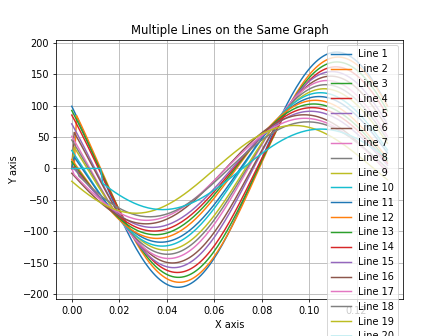 Multiple Lines on the Same Graph
Y axis
200
150
100
50
0
−50
−100
−150
−200
0.00
0.02
0.04
0.06
0.08
0.10
X axis
Line 1
Line 2
Line 3
Line 4
Line 5
Line 6
Line 7
Line 8
Line 9
Line 10
Line 11
Line 12
Line 13
Line 14
Line 15
Line 16
Line 17
Line 18
Line 19
Line 20